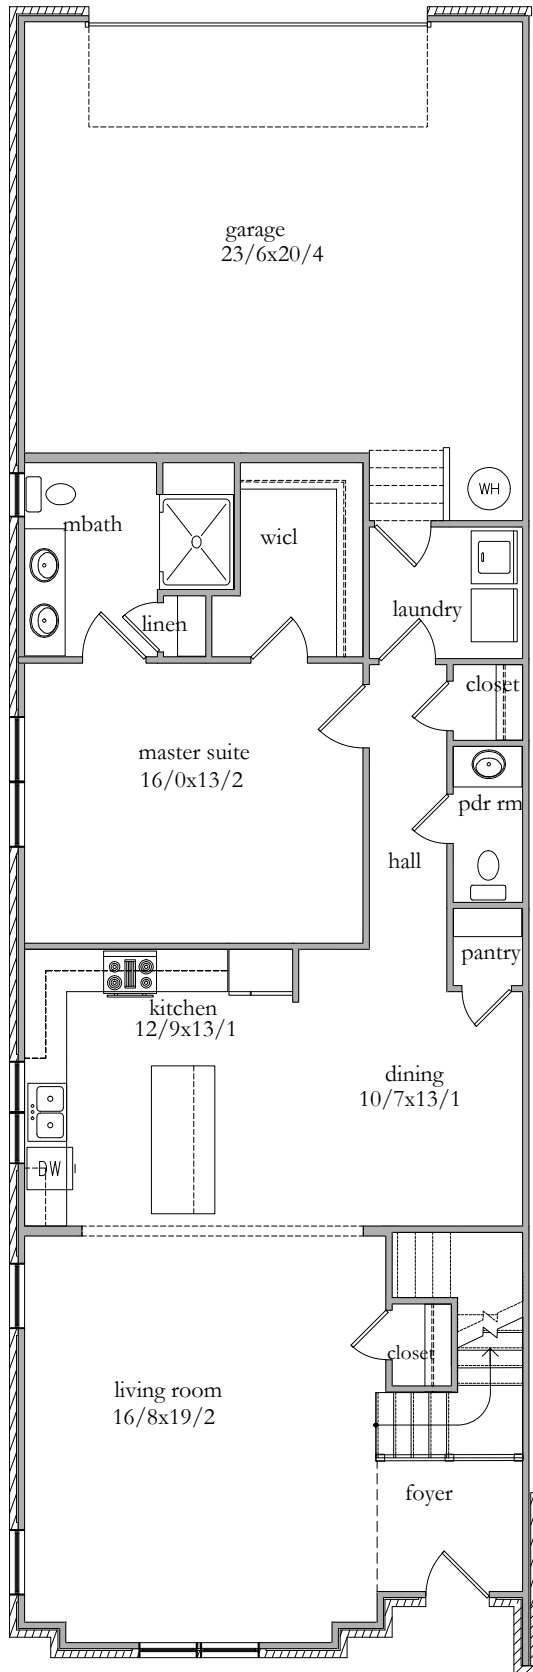 garage
23/6x20/4
WH
mbath
wicl
linen
laundry
closet
master suite
16/0x13/2
pdr rm
hall
pantry
kitchen
12/9x13/1
dining
10/7x13/1
DW
closet
living room
16/8x19/2
foyer